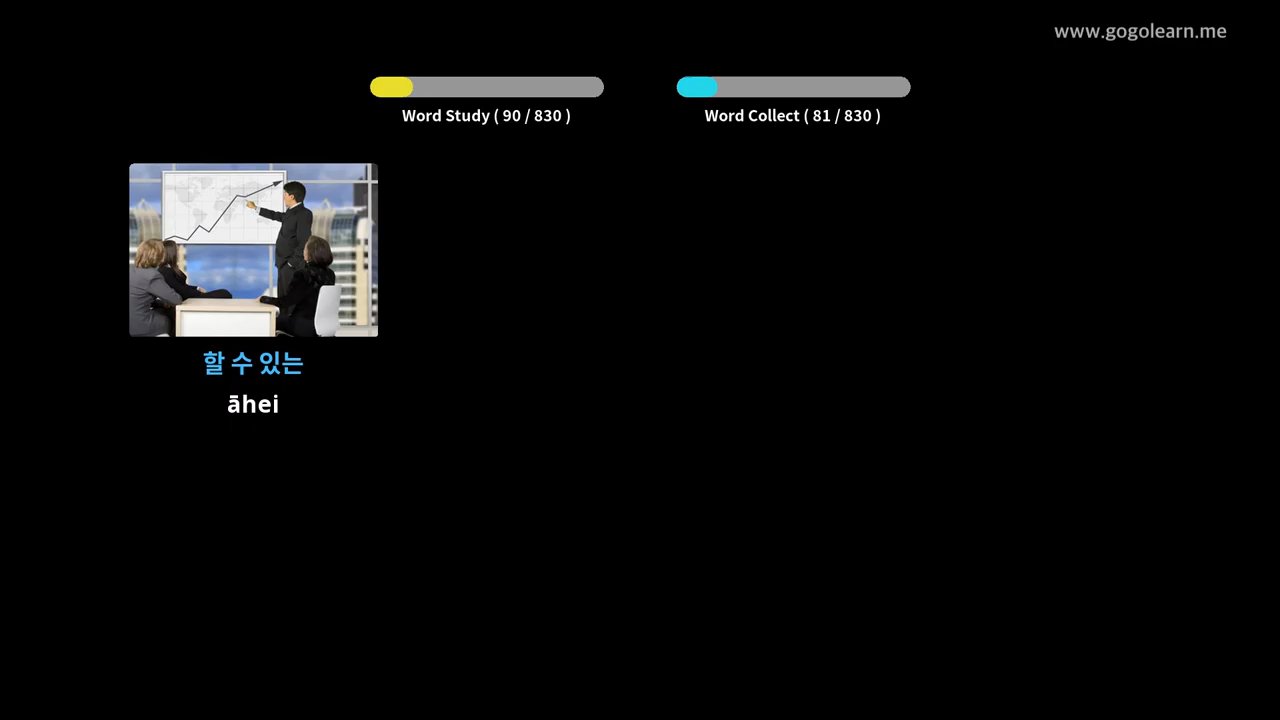 www.gogolearn.me
Word Study ( 90 / 830 )
Word Collect ( 81 / 830 )
할 수 있는
āhei